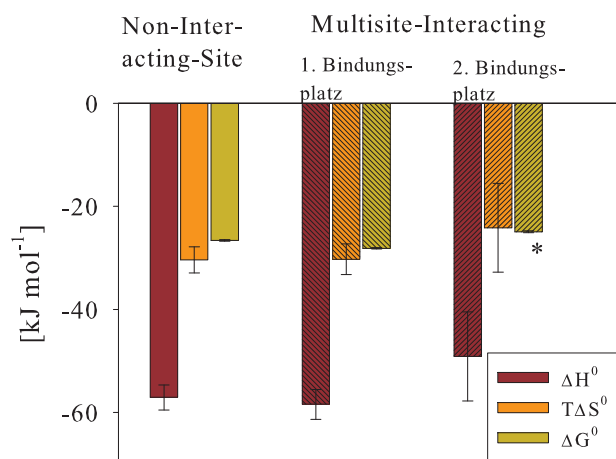 Non-Inter-
acting-Site
Multisite-Interacting
1. Bindungs-
platz
2. Bindungs-
platz
[kJ mol⁻¹]
0
-20
-40
-60
*
ΔH⁰
TΔS⁰
ΔG⁰